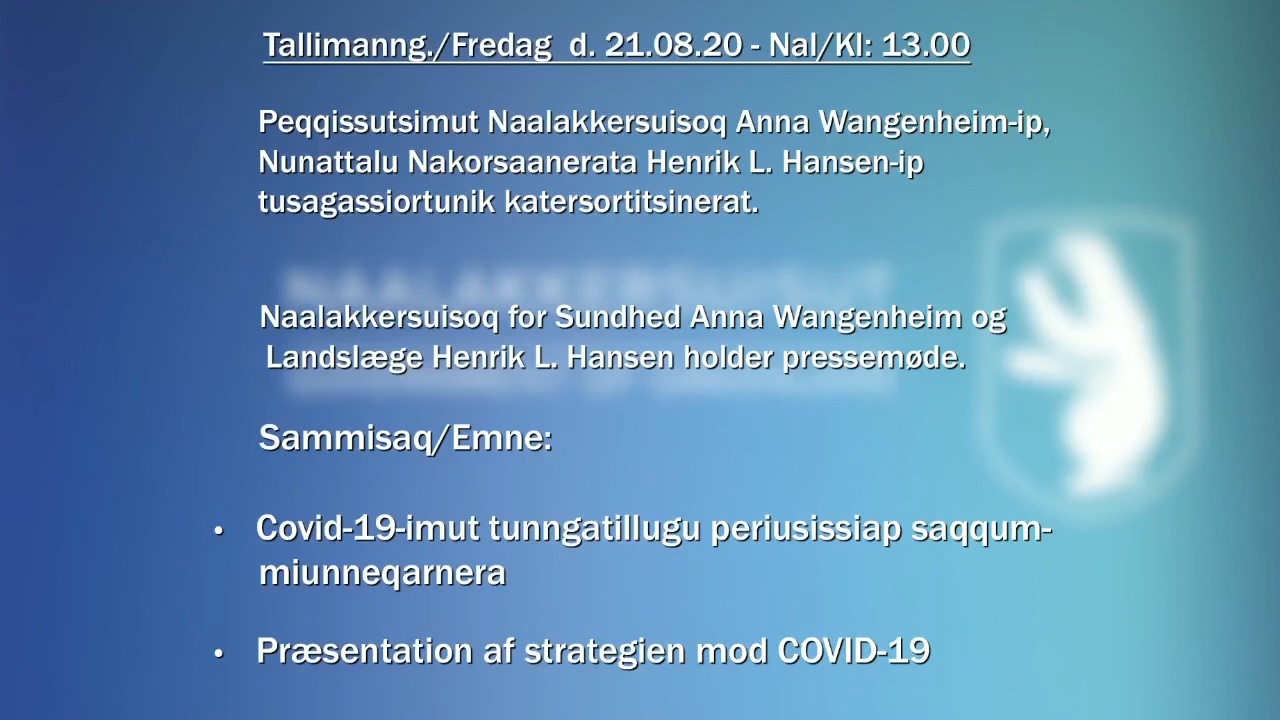 Tallimanng./Fredag d. 21.08.20 - Nal/Kl: 13.00
Peqqissutsimut Naalakkersuisoq Anna Wangenheim-ip,
Nunattalu Nakorsaanerata Henrik L. Hansen-ip
tusagassiortunik katersortitsinerat.
NAALAKKERSUISUT
Naalakkersuisoq for Sundhed Anna Wangenheim og
Landslæge Henrik L. Hansen holder pressemøde.
Sammisaq/Emne:
• Covid-19-imut tunngatillugu periusissiap saqqum-
miunneqarnera
• Præsentation af strategien mod COVID-19